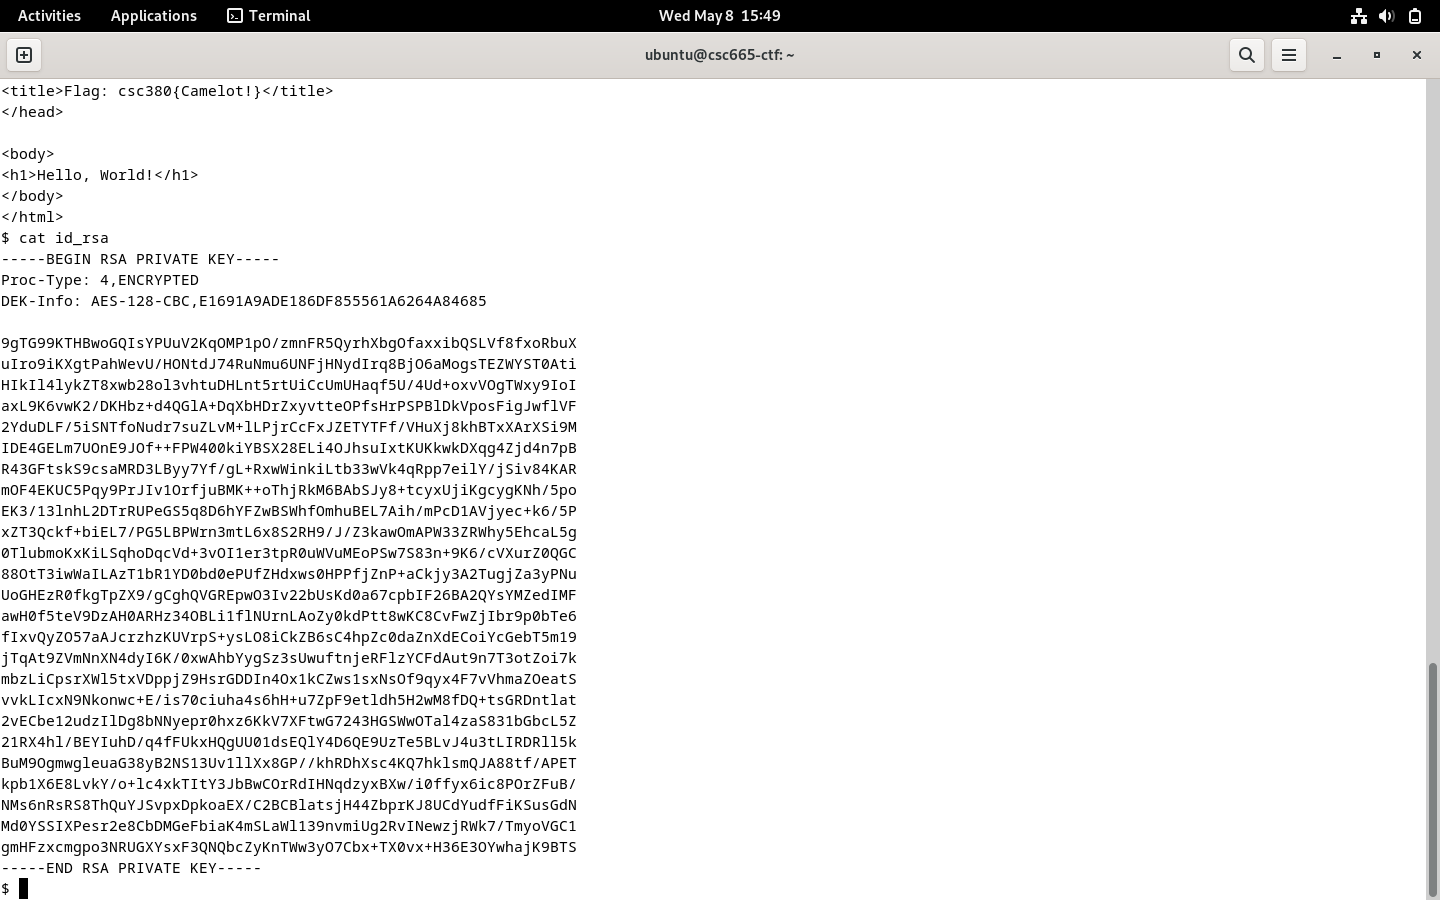 Activities Applications Terminal Wed May 8 15:49
ubuntu@csc665-ctf: ~
<title>Flag: csc380{Camelot!}</title>
</head>
<body>
<h1>Hello, World!</h1>
</body>
</html>
$ cat id_rsa
-----BEGIN RSA PRIVATE KEY-----
Proc-Type: 4,ENCRYPTED
DEK-Info: AES-128-CBC,E1691A9ADE186DF855561A6264A84685
9gTG99KTHBwoGQIsYPUuV2KqOMP1pO/zmnFR5QyrhXbgOfaxxibQSLVf8fxoRbuX
uIro9iKXgtPahWevU/HONtdJ74RuNmu6UNFjHNydIrq8BjO6aMogsTEZWYST0Ati
HIkIl4lykZT8xwb28ol3vhtuDHLnt5rtUiCcUmUHaqf5U/4Ud+oxvVOgTWxy9IoI
axL9K6vwK2/DKHbz+d4QGlA+DqXbHDrZxyvtteOPfsHrPSPBlDkVposFigJwflVF
2YduDLF/5iSNTfoNudr7suZLvM+lLPjrCcFxJZETYTFf/VHuXj8khBTxXArXSi9M
IDE4GELm7UOnE9JOf++FPW400kiYBSX28ELi4OJhsuIxtKUKkwkDXqg4Zjd4n7pB
R43GFtskS9csaMRD3LByy7Yf/gL+RxwWinkiLtb33wVk4qRpp7eilY/jSiv84KAR
mOF4EKUC5Pqy9PrJIv1OrfjuBMK++oThjRkM6BAbSJy8+tcyxUjiKgcygKNh/5po
EK3/13lnhL2DTrRUPeGS5q8D6hYFZwBSWhfOmhuBEL7Aih/mPcD1AVjyec+k6/5P
xZT3Qckf+biEL7/PG5LBPWrn3mtL6x8S2RH9/J/Z3kawOmAPW33ZRWhy5EhcaL5g
0TlubmoKxKiLSqhoDqcVd+3vOI1er3tpR0uWVuMEoPSw7S83n+9K6/cVXurZ0QGC
88OtT3iwWaILAzT1bR1YD0bd0ePUfZHdxws0HPPfjZnP+aCkjy3A2TugjZa3yPNu
UoGHEzR0fkgTpZX9/gCghQVGREpwO3Iv22bUsKd0a67cpbIF26BA2QYsYMZedIMF
awH0f5teV9DzAH0ARHz34OBLi1flNUrnLAoZy0kdPtt8wKC8CvFwZjIbr9p0bTe6
fIxvQyZO57aAJcrzhzKUVrpS+ysLO8iCkZB6sC4hpZc0daZnXdECoiYcGebT5m19
jTqAt9ZVmNnXN4dyI6K/0xwAhbYygSz3sUwuftnjeRFlzYCFdAut9n7T3otZoi7k
mbzLiCpsrXWl5txVDppjZ9HsrGDDIn4Ox1kCZws1sxNsOf9qyx4F7vVhmaZOeatS
vvkLIcxN9Nkonwc+E/is70ciuha4s6hH+u7ZpF9etldh5H2wM8fDQ+tsGRDntlat
2vECbe12udzIlDg8bNNyepr0hxz6KkV7XFtwG7243HGSWwOTal4zaS831bGbcL5Z
21RX4hl/BEYIuhD/q4fFUkxHQgUU01dsEQlY4D6QE9UzTe5BLvJ4u3tLIRDRll5k
BuM9OgmwgleuaG38yB2NS13Uv1llXx8GP//khRDhXsc4KQ7hklsmQJA88tf/APET
kpb1X6E8LvkY/o+lc4xkTItY3JbBwCOrRdIHNqdzyxBXw/i0ffyx6ic8POrZFuB/
NMs6nRsRS8ThQuYJSvpxDpkoaEX/C2BCBlatsjH44ZbprKJ8UCdYudfFiKSusGdN
Md0YSSIXPesr2e8CbDMGeFbiaK4mSLaWl139nvmiUg2RvINewzjRWk7/TmyoVGC1
gmHFzxcmgpo3NRUGXYsxF3QNQbcZyKnTWw3yO7Cbx+TX0vx+H36E3OYwhajK9BTS
-----END RSA PRIVATE KEY-----
$